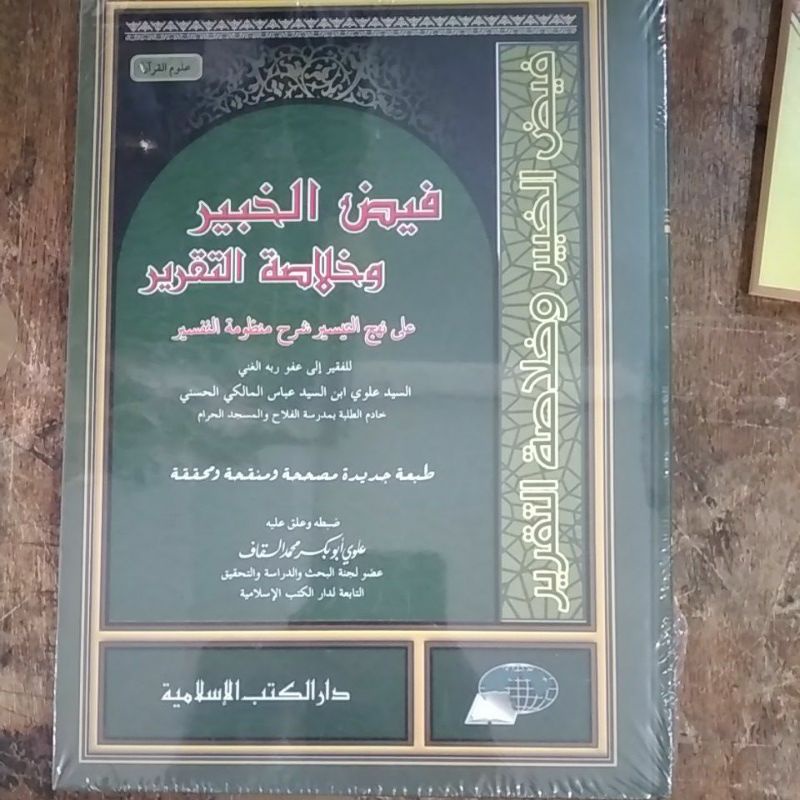 علوم القرآن
فيض الخبير
وخلاصة التقرير
على نهج التيسير شرح منظومة التفسير
للفقير إلى عفو ربه الغني
السيد علوي ابن السيد عباس المالكي الحسني
خادم الطلبة بمدرسة الفلاح والمسجد الحرام
طبعة جديدة مصححة ومنقحة ومحققة
ضبطه وعلق عليه
علوي أبو بكر محمد السقاف
عضو لجنة البحث والدراسة والتحقيق
التابعة لدار الكتب الإسلامية
دار الكتب الإسلامية
فيض الخبير وخلاصة التقرير